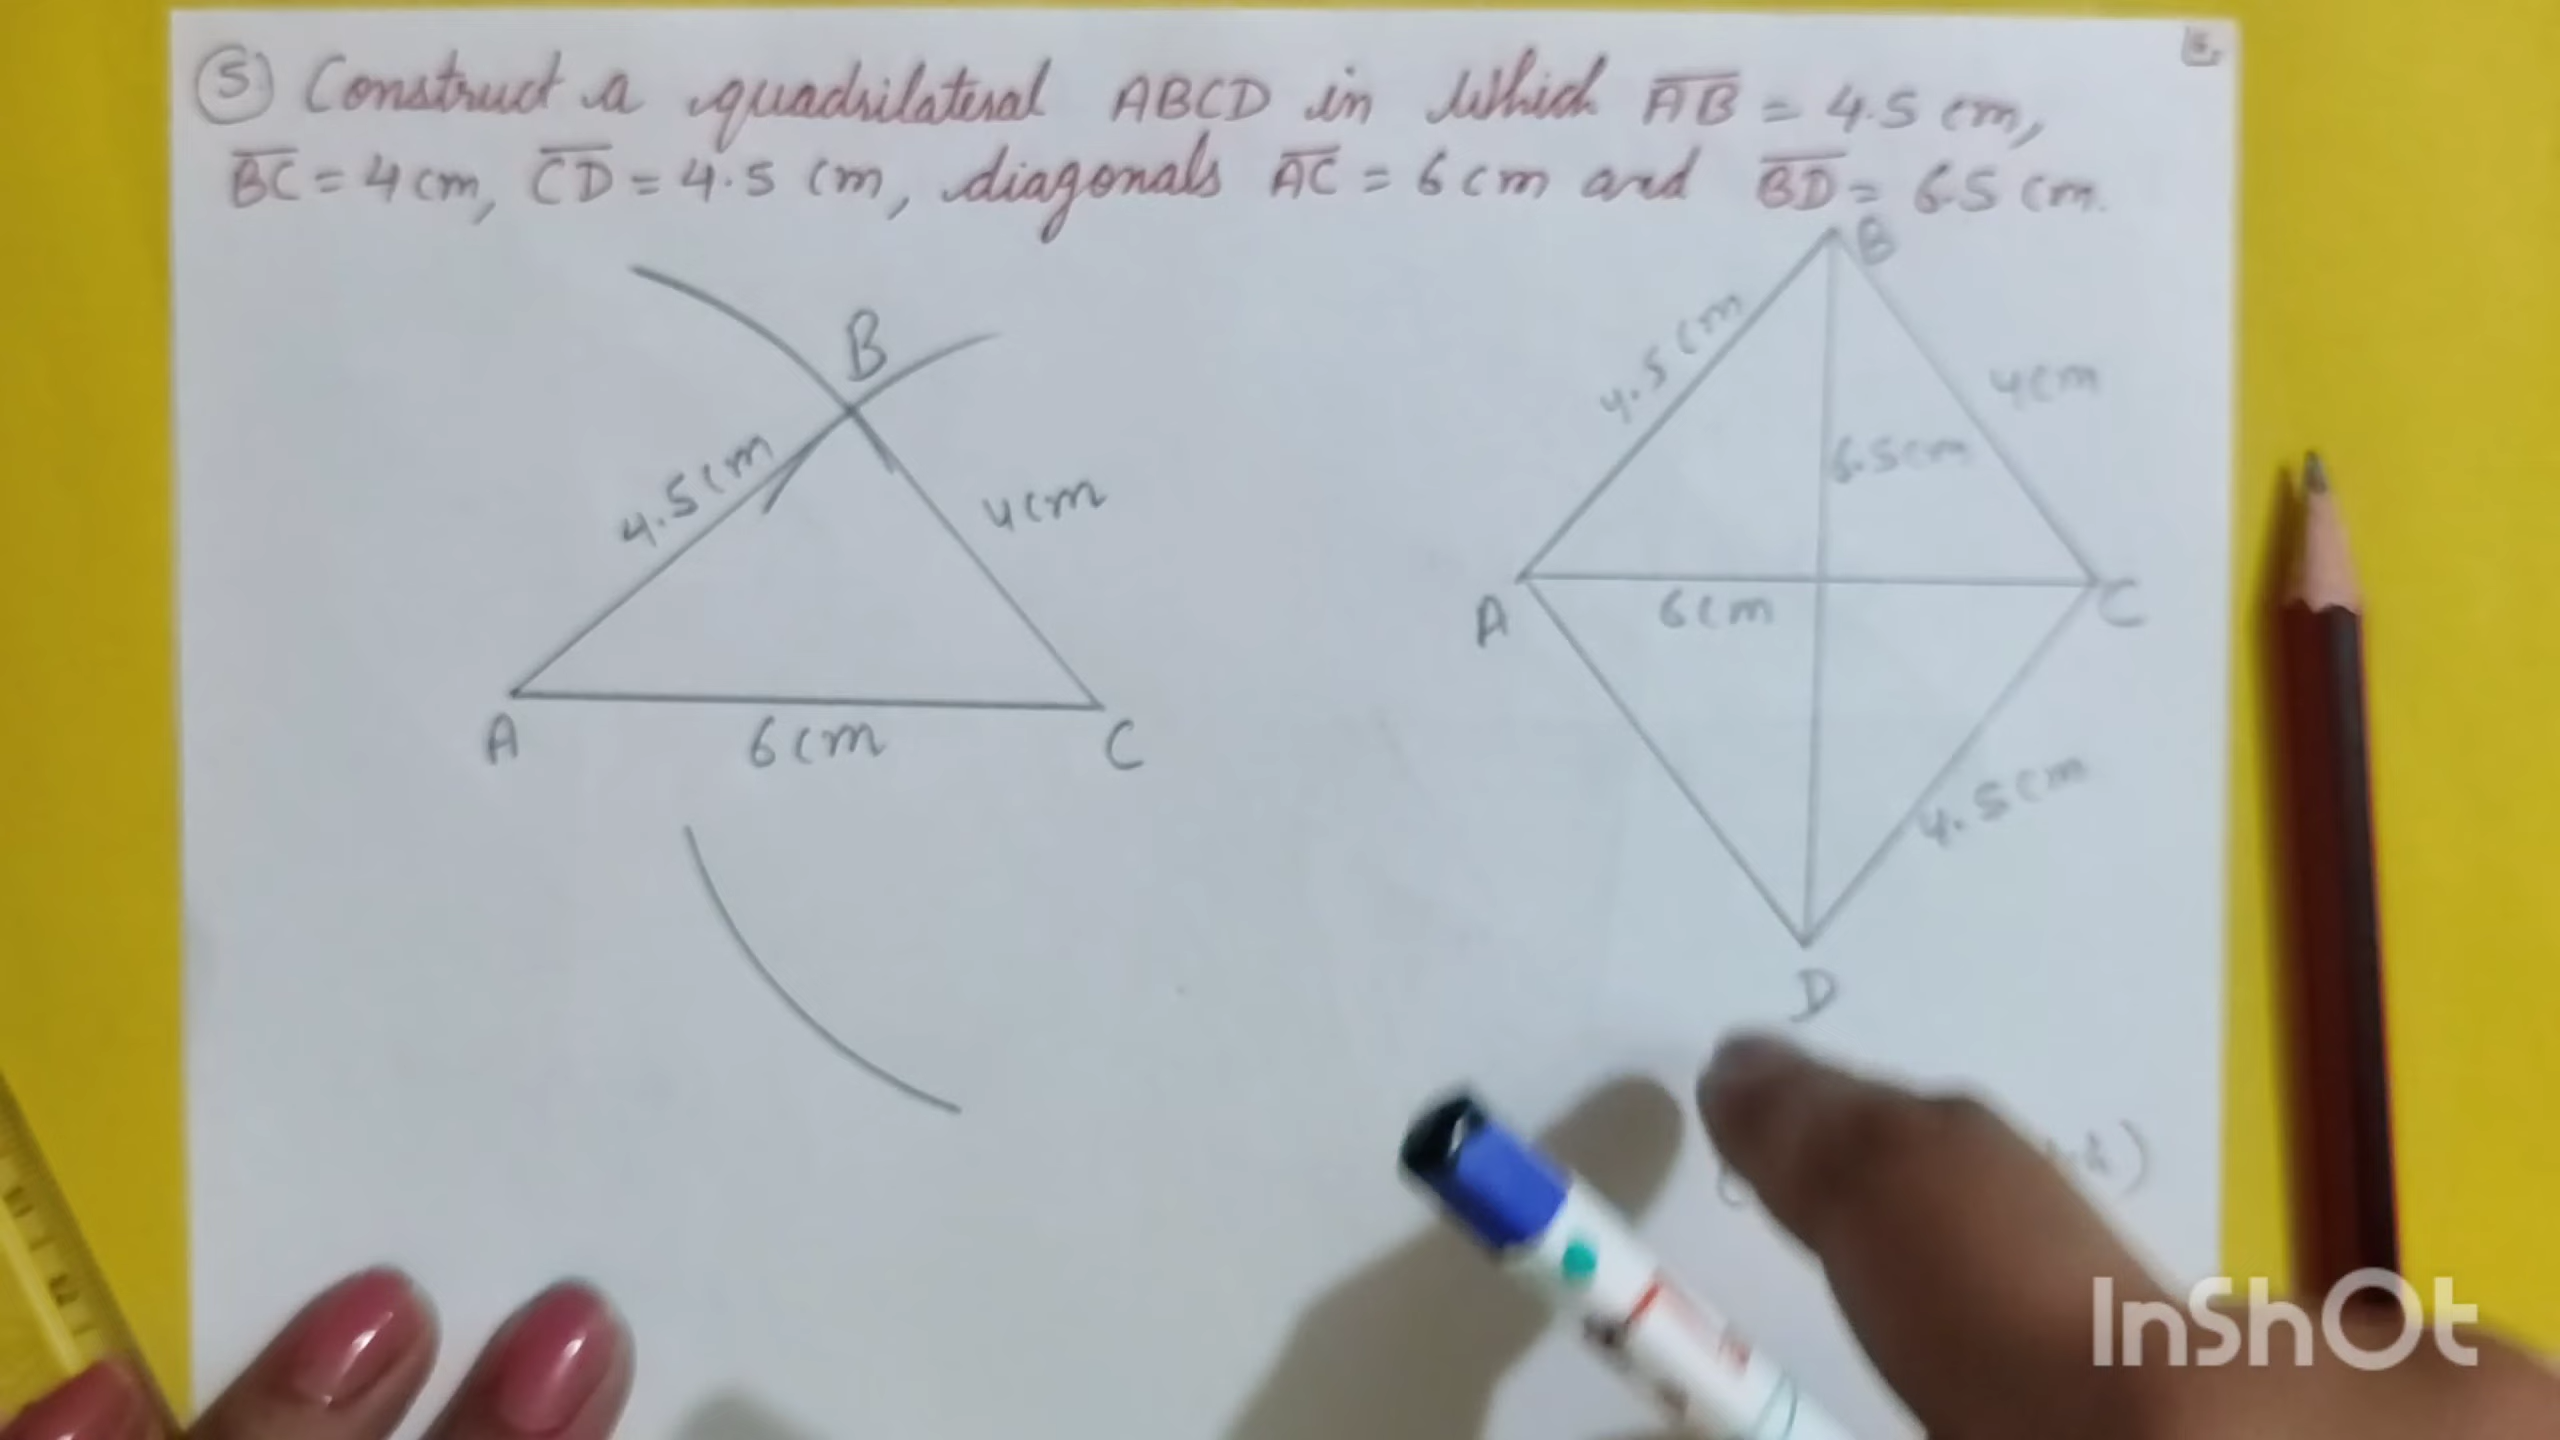 5) Construct a quadrilateral ABCD in which AB = 4.5 cm,
BC = 4 cm, CD = 4.5 cm, diagonals AC = 6 cm and BD = 6.5 cm.
B
4.5 cm
4 cm
A
6 cm
C
B
4.5 cm
4 cm
6.5 cm
A
6 cm
C
4.5 cm
D
InShOt